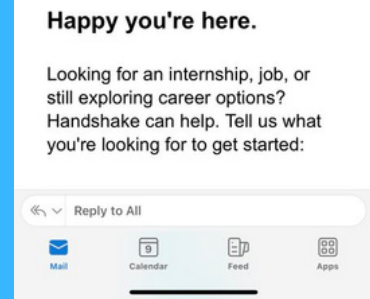 Happy you're here.
Looking for an internship, job, or
still exploring career options?
Handshake can help. Tell us what
you're looking for to get started:
Reply to All
9
Mail Calendar Feed Apps